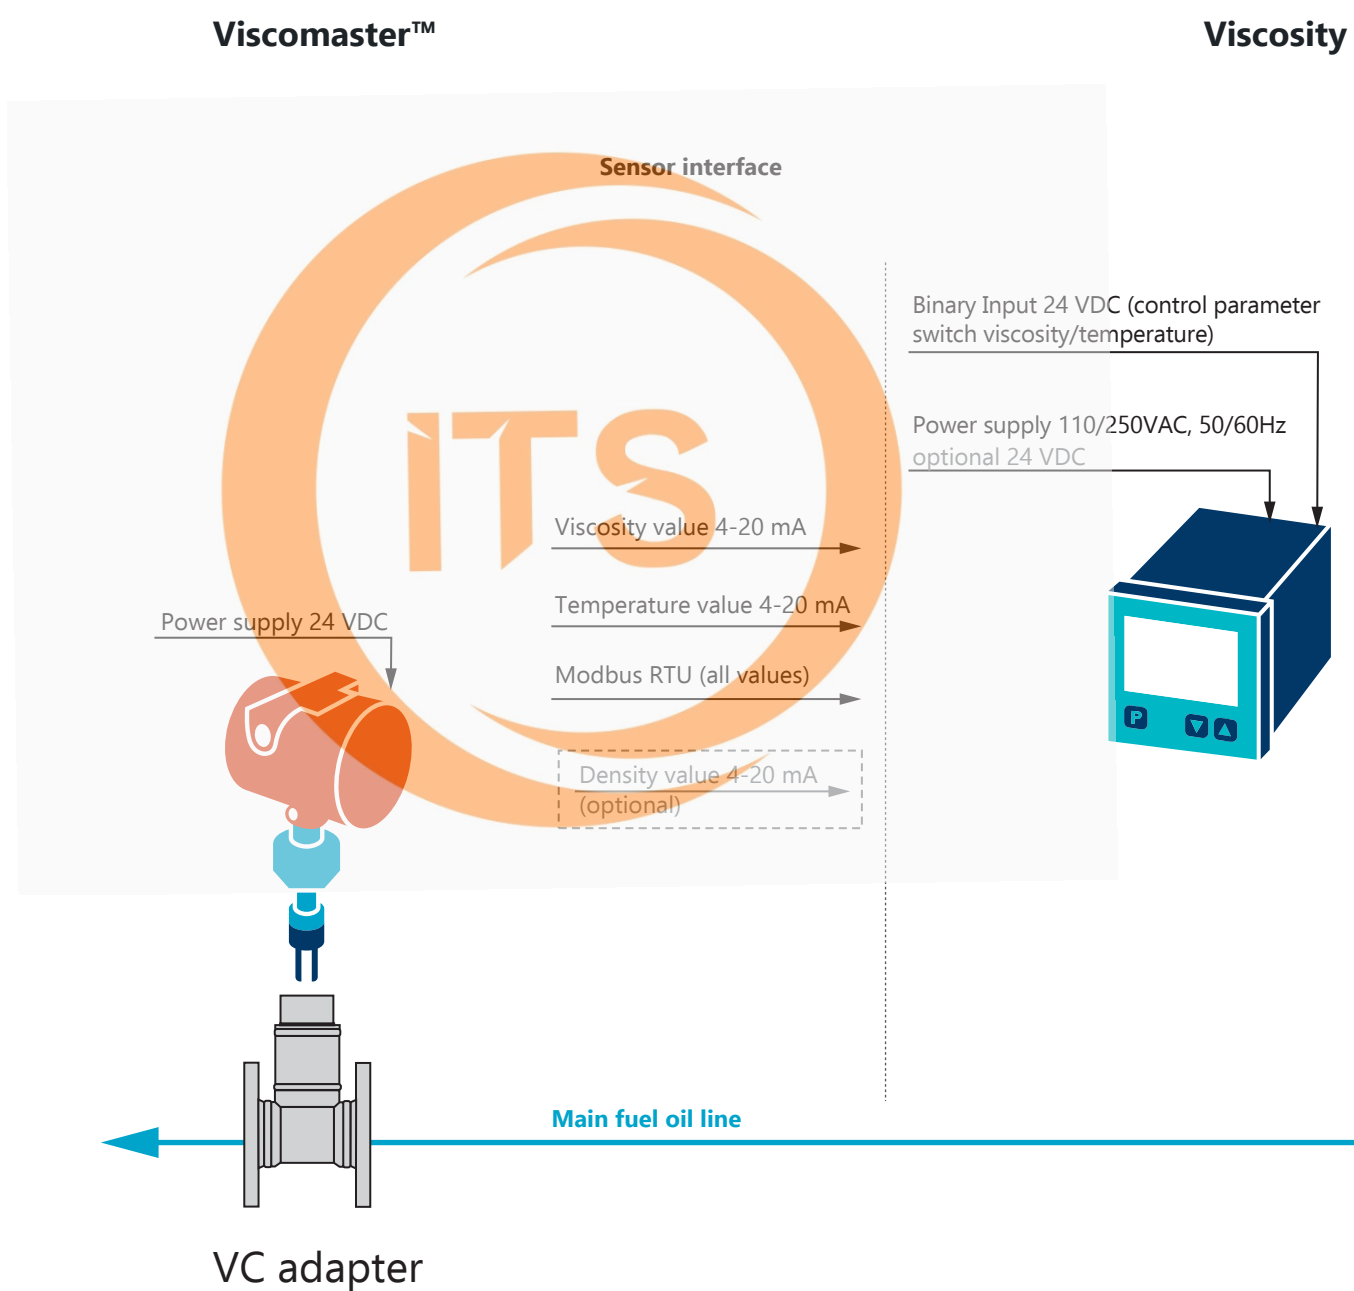 Viscomaster™
Viscosity
Sensor interface
Binary Input 24 VDC (control parameter
switch viscosity/temperature)
Power supply 110/250VAC, 50/60Hz
optional 24 VDC
ITS
Viscosity value 4-20 mA
Temperature value 4-20 mA
Power supply 24 VDC
Modbus RTU (all values)
Density value 4-20 mA
(optional)
P
Main fuel oil line
VC adapter